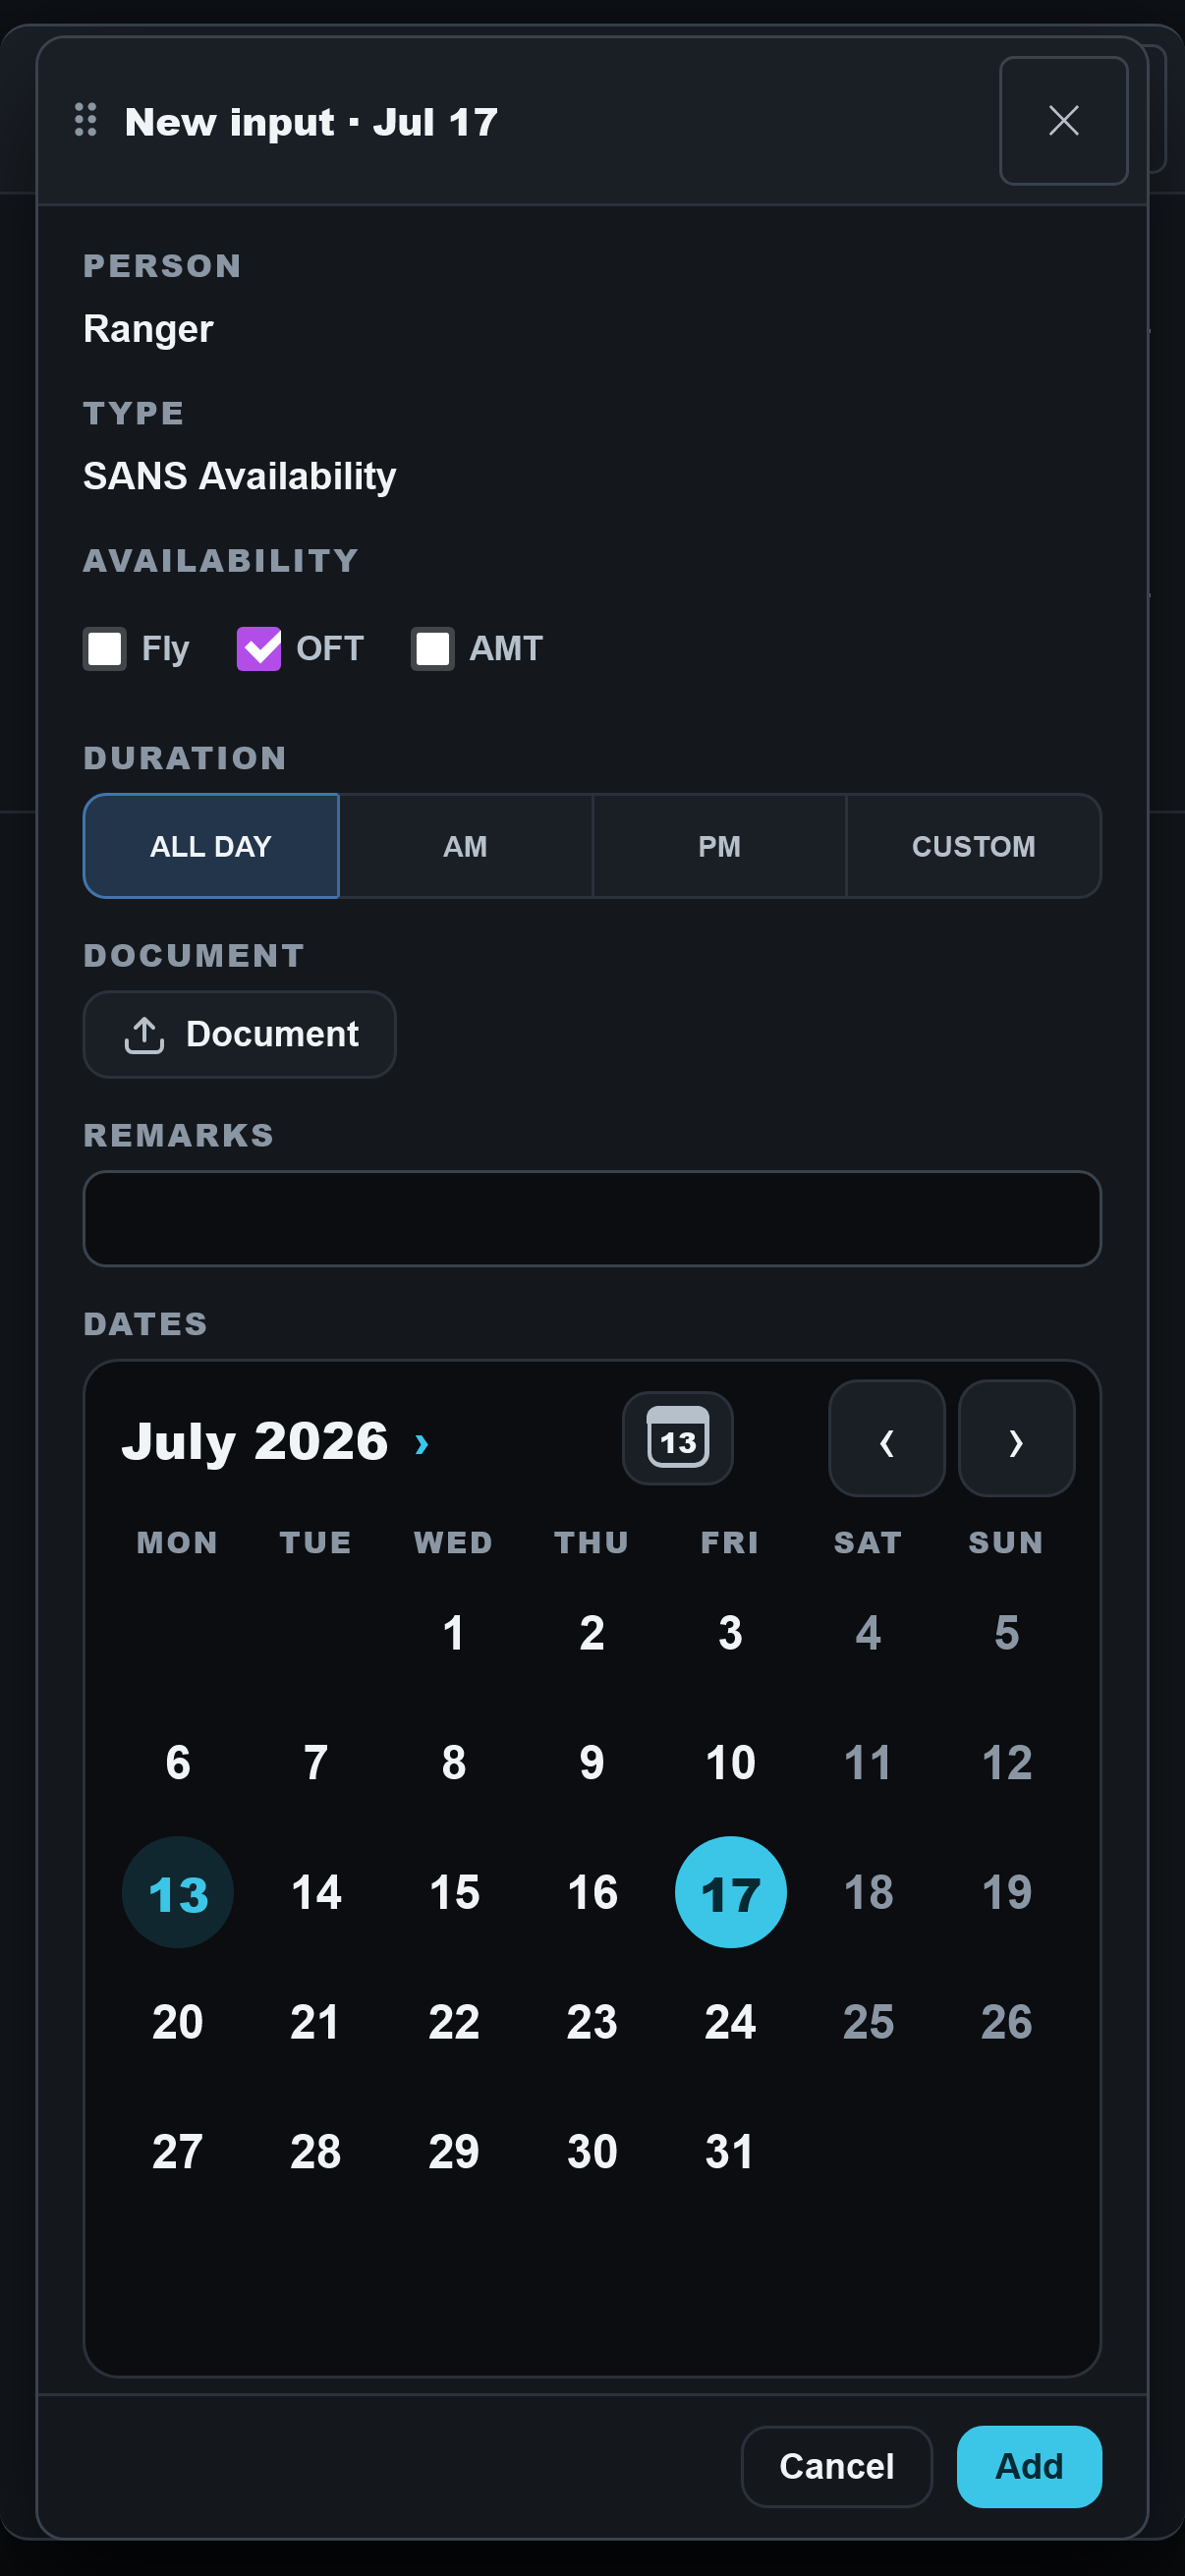 New input · Jul 17
PERSON
Ranger
TYPE
SANS Availability
AVAILABILITY
Fly OFT AMT
DURATION
ALL DAY AM PM CUSTOM
DOCUMENT
Document
REMARKS
DATES
July 2026 › 13 ‹ ›
MON TUE WED THU FRI SAT SUN
1 2 3 4 5
6 7 8 9 10 11 12
13 14 15 16 17 18 19
20 21 22 23 24 25 26
27 28 29 30 31
Cancel Add